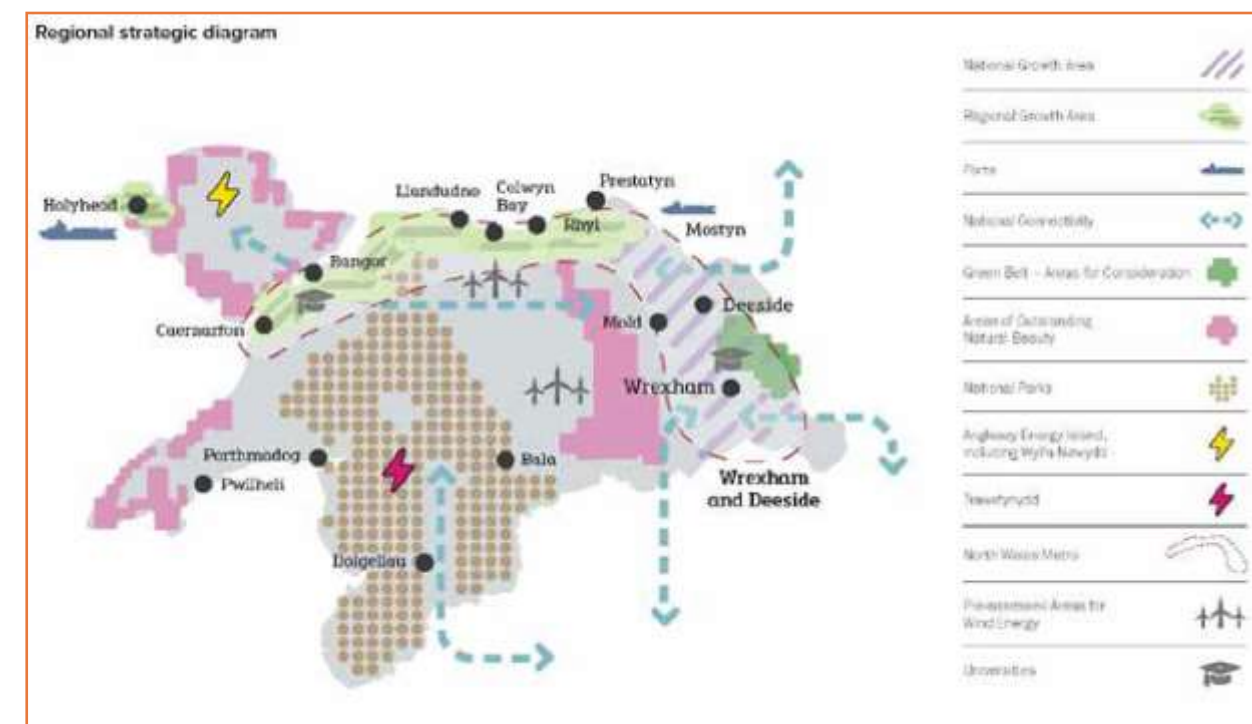 Regional strategic diagram
Holyhead
Llandudno
Colwyn
Bay
Prestatyn
Rhyl
Mostyn
Bangor
Caernarfon
Mold
Deeside
Wrexham
Porthmadog
Pwllheli
Bala
Wrexham
and Deeside
Dolgellau
National Growth Area
Regional Growth Area
Ports
National Connectivity
Green Belt – Areas for Consideration
Areas of Outstanding
Natural Beauty
National Parks
Anglesey Energy Island,
including Wylfa Newydd
Trawsfynydd
North Wales Metro
Pre-assessed Areas for
Wind Energy
Universities